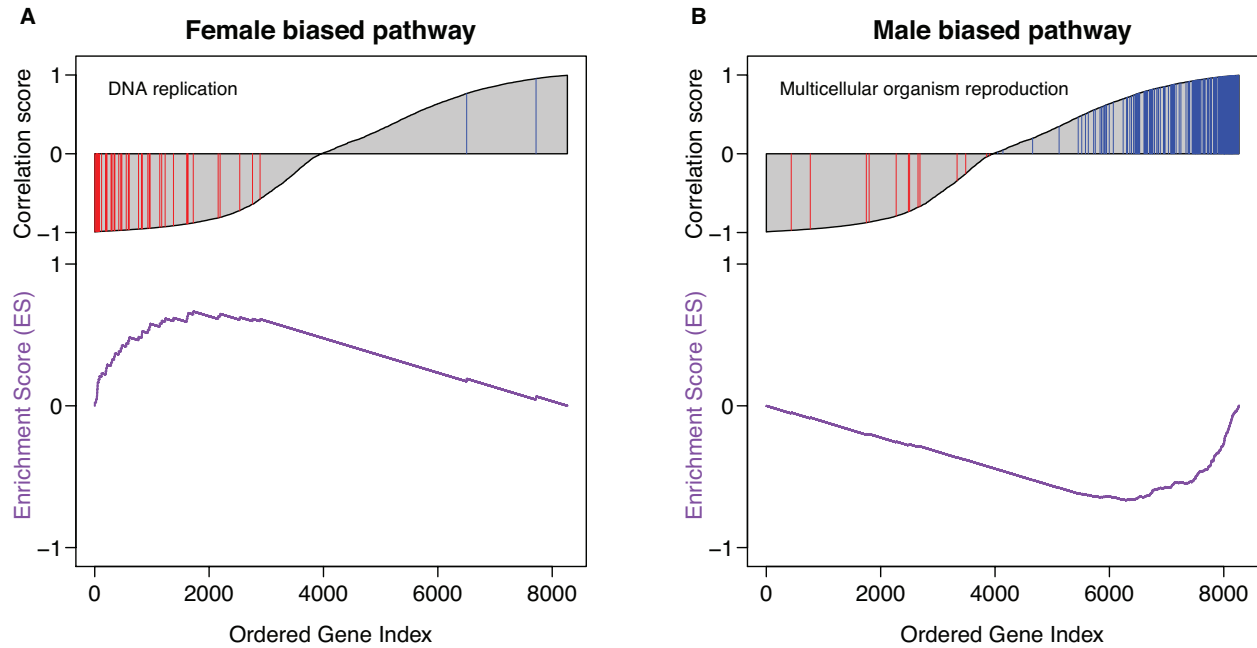 A
Female biased pathway
Correlation score
1
0
−1
DNA replication
Enrichment Score (ES)
1
0
−1
0
2000
4000
6000
8000
Ordered Gene Index
B
Male biased pathway
Correlation score
1
0
−1
Multicellular organism reproduction
Enrichment Score (ES)
1
0
−1
0
2000
4000
6000
8000
Ordered Gene Index